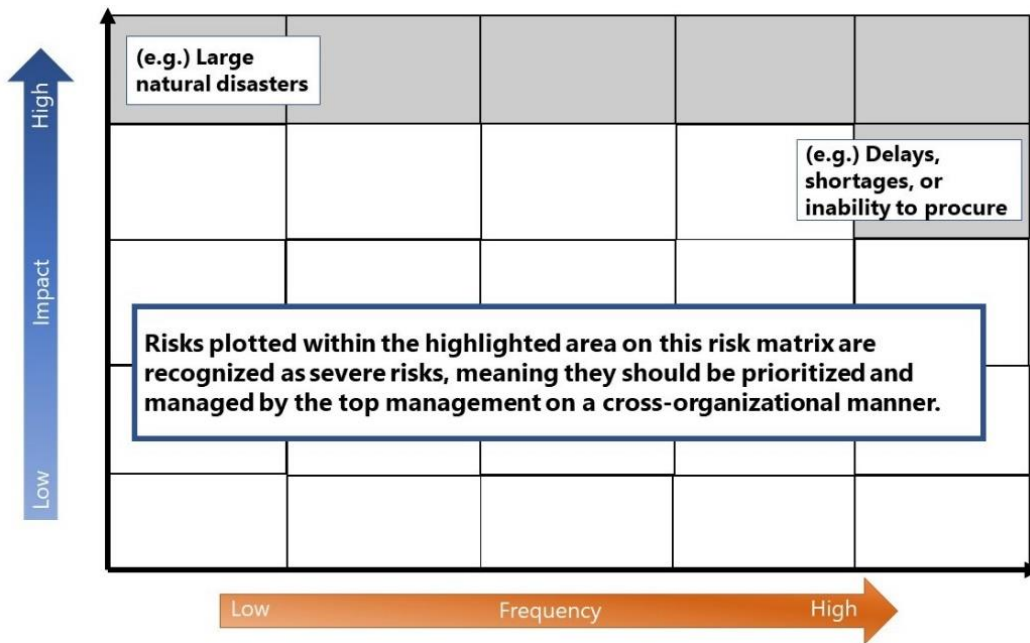 (e.g.) Large
natural disasters
(e.g.) Delays,
shortages, or
inability to procure
High
Impact
Low
Risks plotted within the highlighted area on this risk matrix are
recognized as severe risks, meaning they should be prioritized and
managed by the top management on a cross-organizational manner.
Low Frequency High